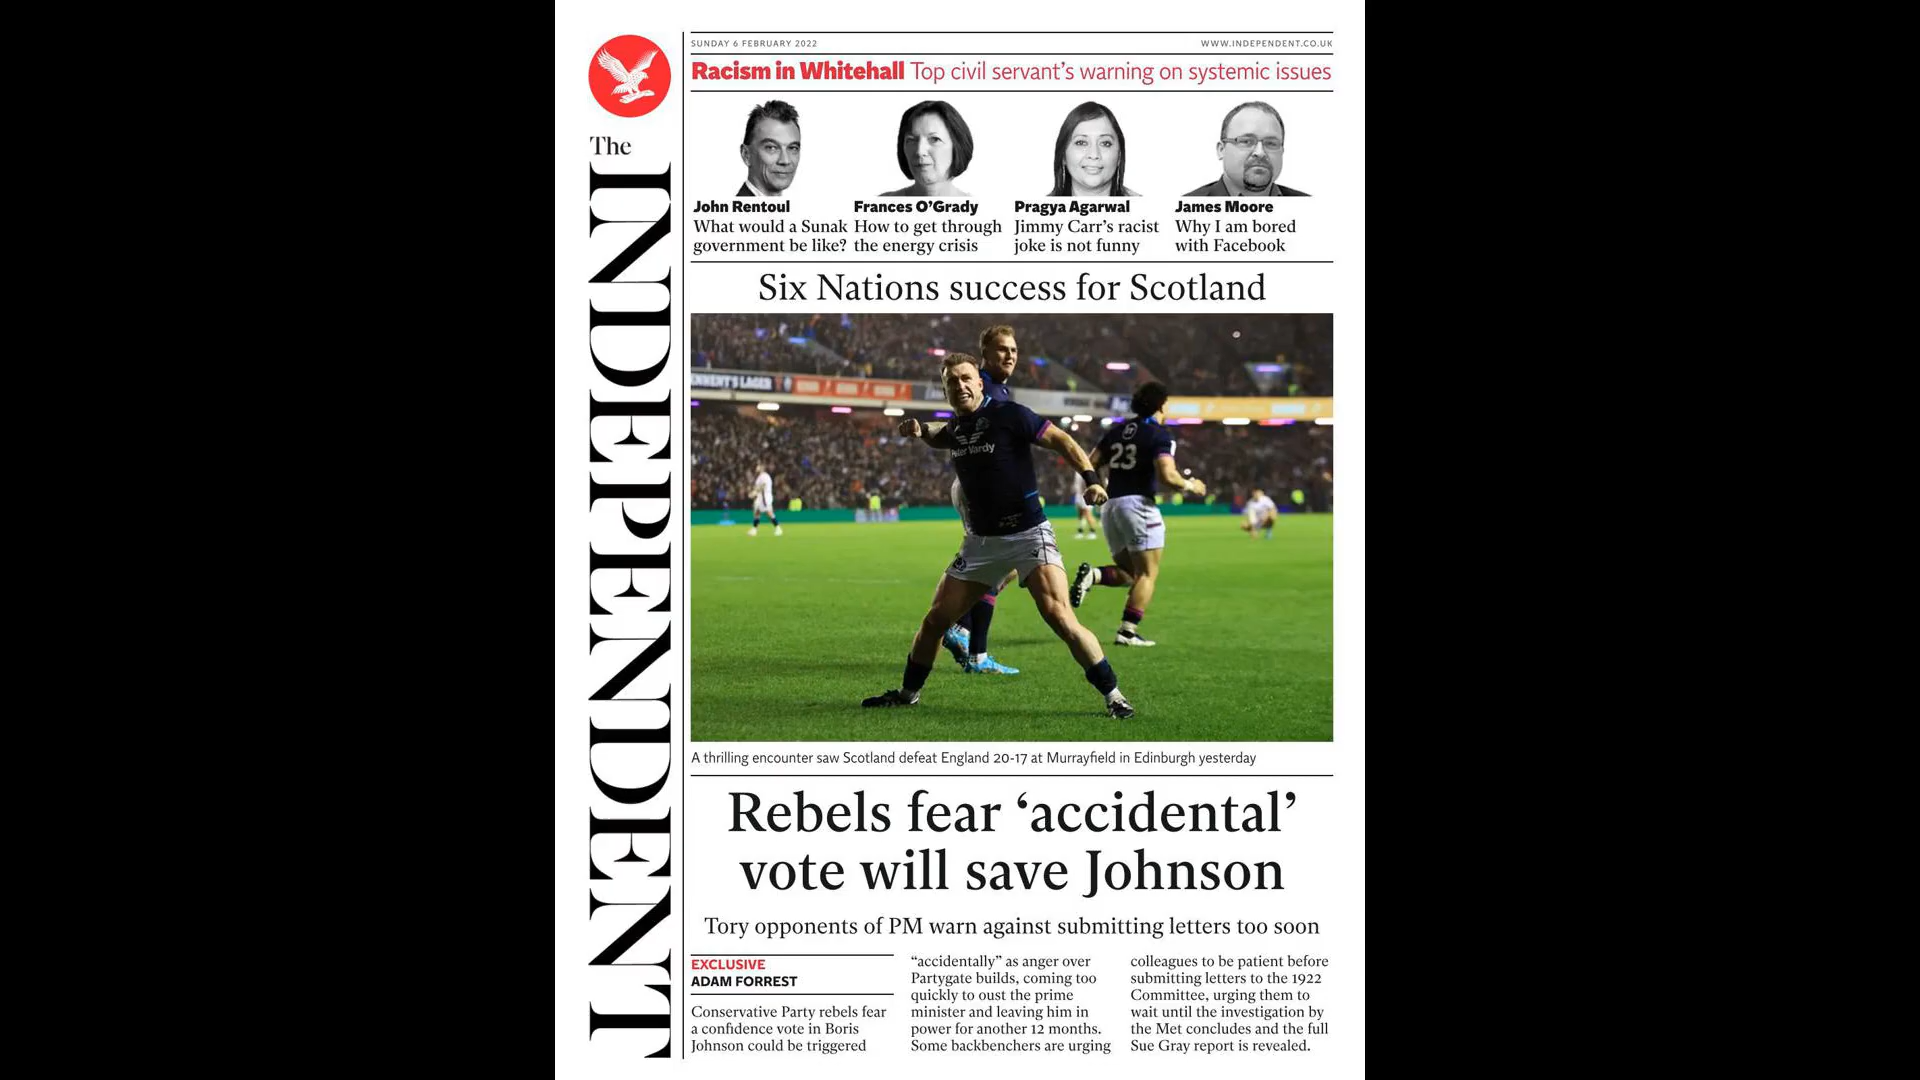 SUNDAY 6 FEBRUARY 2022
WWW.INDEPENDENT.CO.UK
Racism in Whitehall Top civil servant's warning on systemic issues
The
INDEPENDENT
John Rentoul
What would a Sunak
government be like?
Frances O'Grady
How to get through
the energy crisis
Pragya Agarwal
Jimmy Carr's racist
joke is not funny
James Moore
Why I am bored
with Facebook
Six Nations success for Scotland
NNENT'S LAGER
Peter Vardy
23
A thrilling encounter saw Scotland defeat England 20-17 at Murrayfield in Edinburgh yesterday
Rebels fear ‘accidental’
vote will save Johnson
Tory opponents of PM warn against submitting letters too soon
EXCLUSIVE
ADAM FORREST
Conservative Party rebels fear
a confidence vote in Boris
Johnson could be triggered
“accidentally” as anger over
Partygate builds, coming too
quickly to oust the prime
minister and leaving him in
power for another 12 months.
Some backbenchers are urging
colleagues to be patient before
submitting letters to the 1922
Committee, urging them to
wait until the investigation by
the Met concludes and the full
Sue Gray report is revealed.